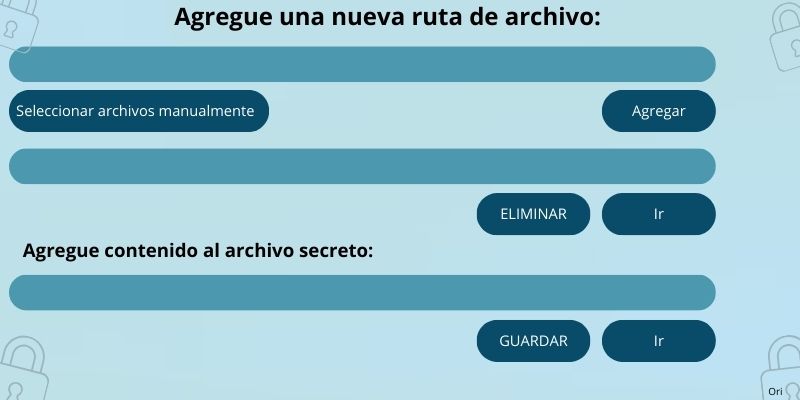 Agregue una nueva ruta de archivo:
Seleccionar archivos manualmente
Agregar
ELIMINAR
Ir
Agregue contenido al archivo secreto:
GUARDAR
Ir
Ori